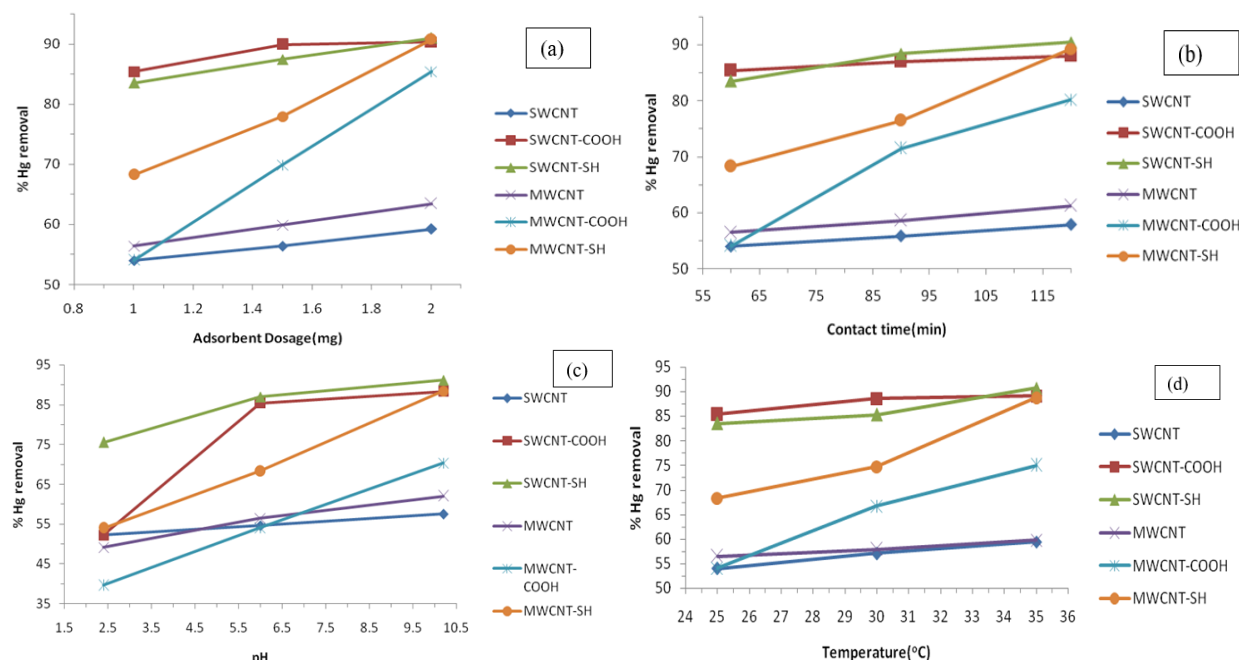 (a)
% Hg removal
90
80
70
60
50
0.8 1 1.2 1.4 1.6 1.8 2
Adsorbent Dosage(mg)
SWCNT
SWCNT-COOH
SWCNT-SH
MWCNT
MWCNT-COOH
MWCNT-SH
(b)
% Hg removal
90
80
70
60
50
55 65 75 85 95 105 115
Contact time(min)
SWCNT
SWCNT-COOH
SWCNT-SH
MWCNT
MWCNT-COOH
MWCNT-SH
(c)
% Hg removal
95
85
75
65
55
45
35
1.5 2.5 3.5 4.5 5.5 6.5 7.5 8.5 9.5 10.5
pH
SWCNT
SWCNT-COOH
SWCNT-SH
MWCNT
MWCNT-
COOH
MWCNT-SH
(d)
% Hg removal
95
90
85
80
75
70
65
60
55
50
24 25 26 27 28 29 30 31 32 33 34 35 36
Temperature(°C)
SWCNT
SWCNT-COOH
SWCNT-SH
MWCNT
MWCNT-COOH
MWCNT-SH